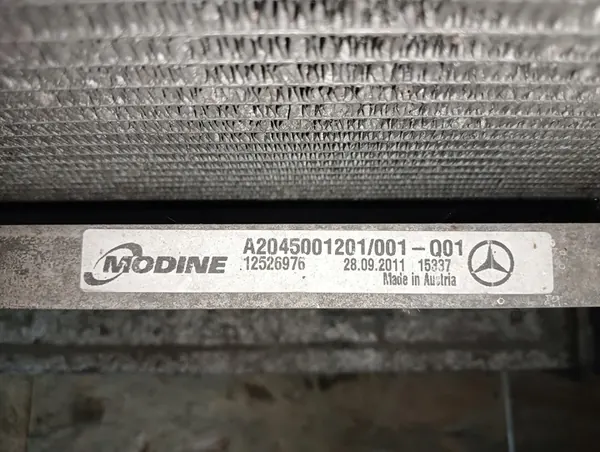 MODINE
A2045001201/001-Q01
12526976 28.09.2011 15337
Made in Austria